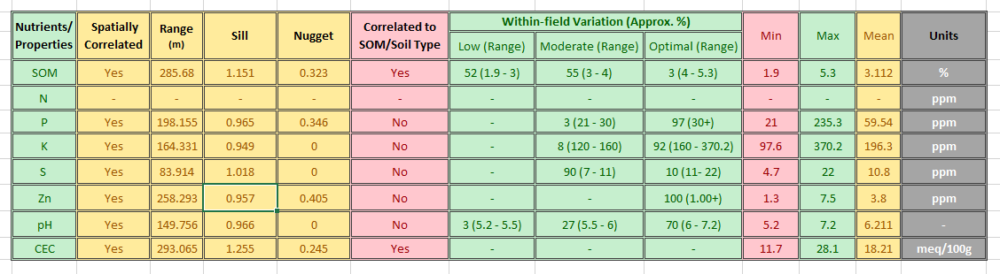 Nutrients/ Properties | Spatially Correlated | Range (m) | Sill | Nugget | Correlated to SOM/Soil Type | Within-field Variation (Approx. %) | Min | Max | Mean | Units
Low (Range) | Moderate (Range) | Optimal (Range)
SOM | Yes | 285.68 | 1.151 | 0.323 | Yes | 52 (1.9 - 3) | 55 (3 - 4) | 3 (4 - 5.3) | 1.9 | 5.3 | 3.112 | %
N | - | - | - | - | - | - | - | - | - | - | - | ppm
P | Yes | 198.155 | 0.965 | 0.346 | No | - | 3 (21 - 30) | 97 (30+) | 21 | 235.3 | 59.54 | ppm
K | Yes | 164.331 | 0.949 | 0 | No | - | 8 (120 - 160) | 92 (160 - 370.2) | 97.6 | 370.2 | 196.3 | ppm
S | Yes | 83.914 | 1.018 | 0 | No | - | 90 (7 - 11) | 10 (11- 22) | 4.7 | 22 | 10.8 | ppm
Zn | Yes | 258.293 | 0.957 | 0.405 | No | - | - | 100 (1.00+) | 1.3 | 7.5 | 3.8 | ppm
pH | Yes | 149.756 | 0.966 | 0 | No | 3 (5.2 - 5.5) | 27 (5.5 - 6) | 70 (6 - 7.2) | 5.2 | 7.2 | 6.211 | -
CEC | Yes | 293.065 | 1.255 | 0.245 | Yes | - | - | - | 11.7 | 28.1 | 18.21 | meq/100g